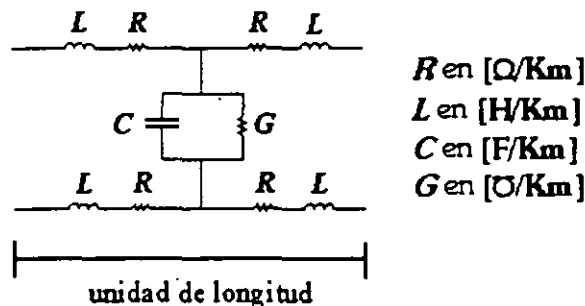 L R R L
C G
L R R L
R en [Ω/Km]
L en [H/Km]
C en [F/Km]
G en [℧/Km]
unidad de longitud